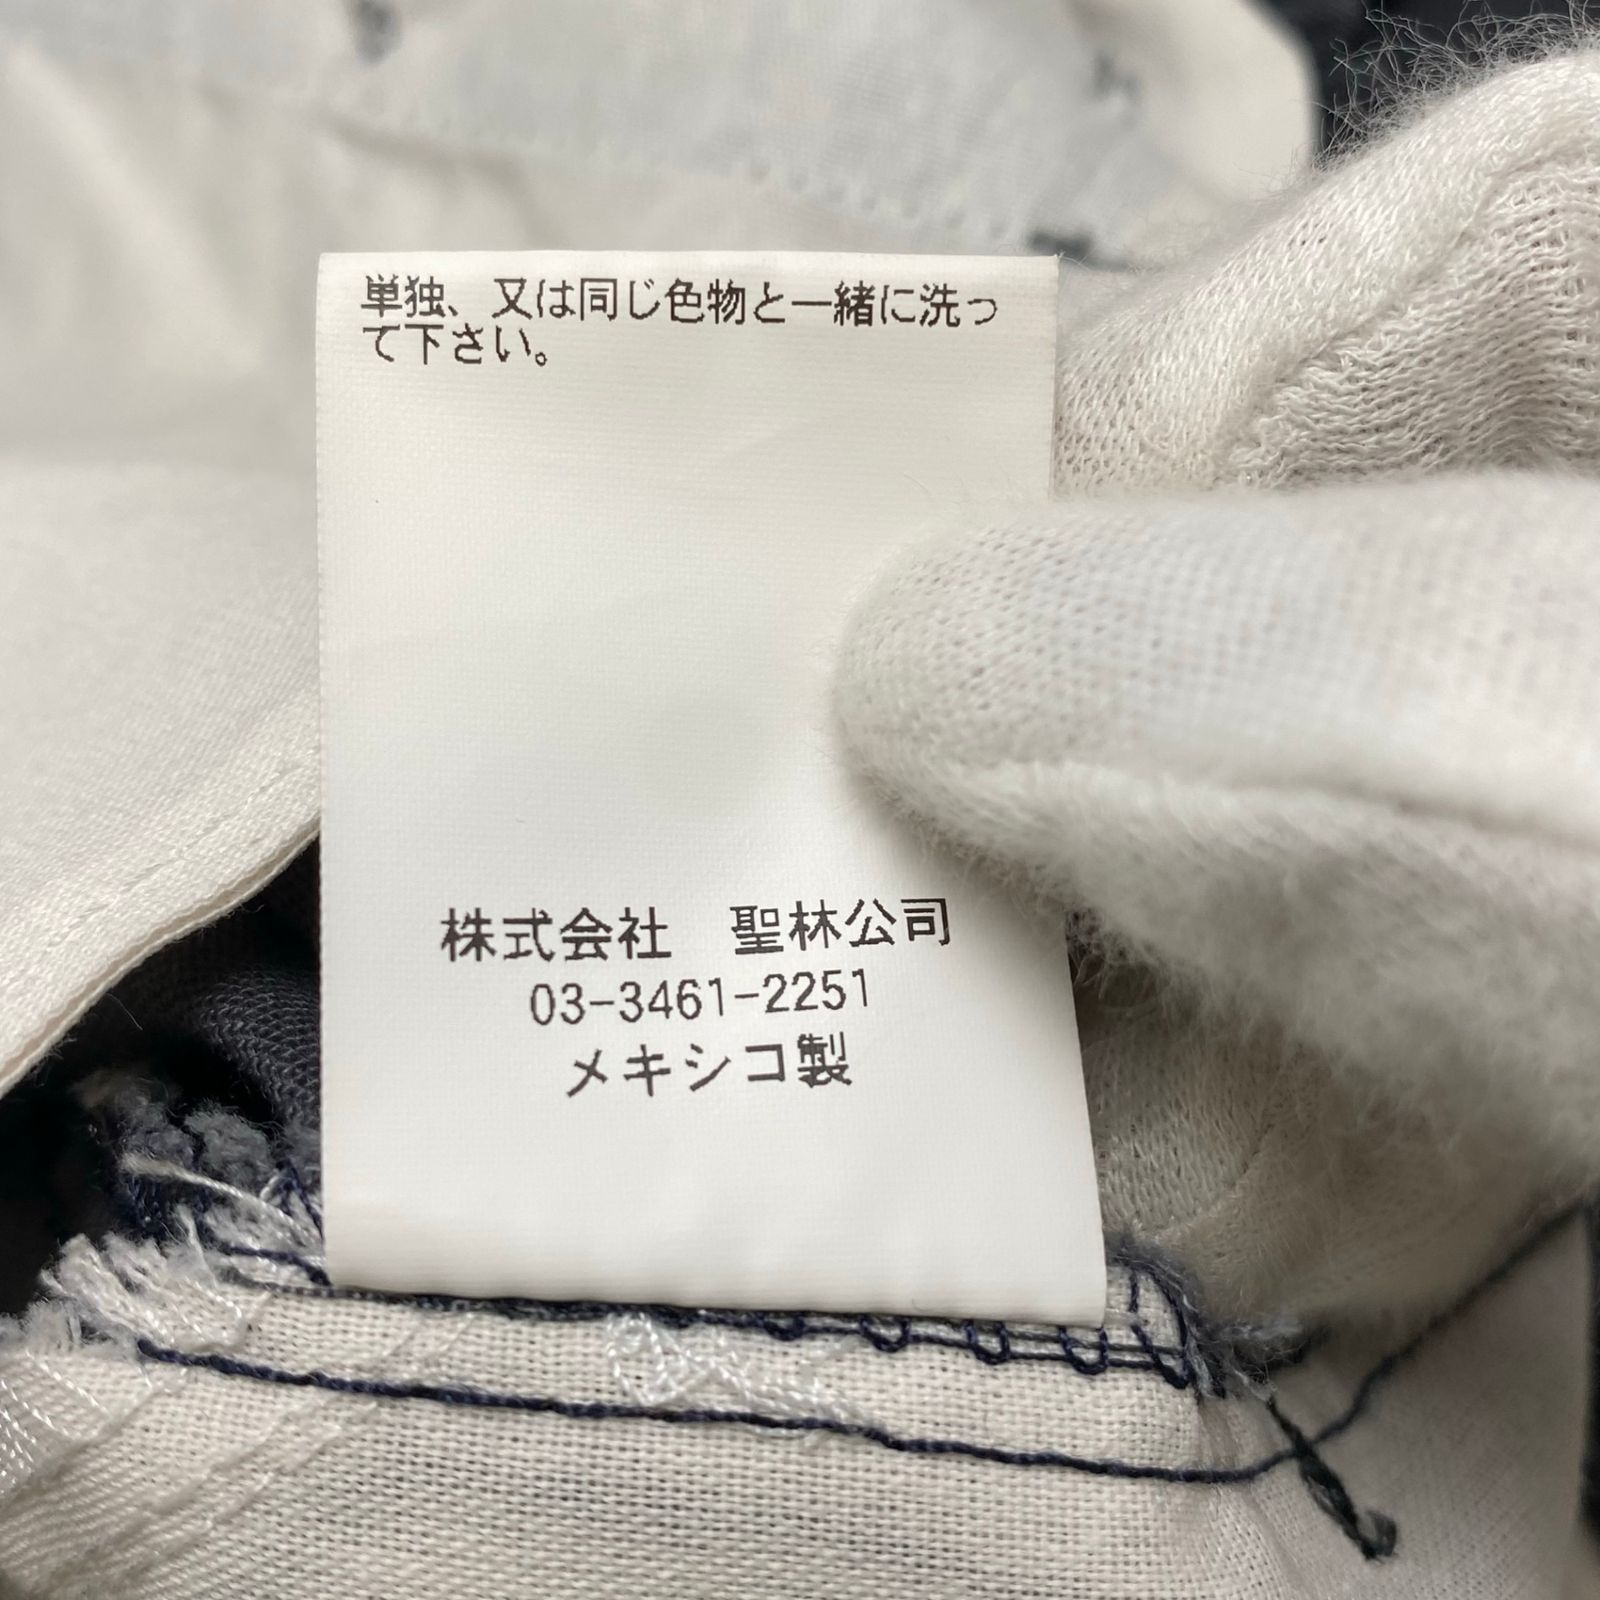 単独、又は同じ色物と一緒に洗っ
て下さい。
株式会社　聖林公司
03-3461-2251
メキシコ製